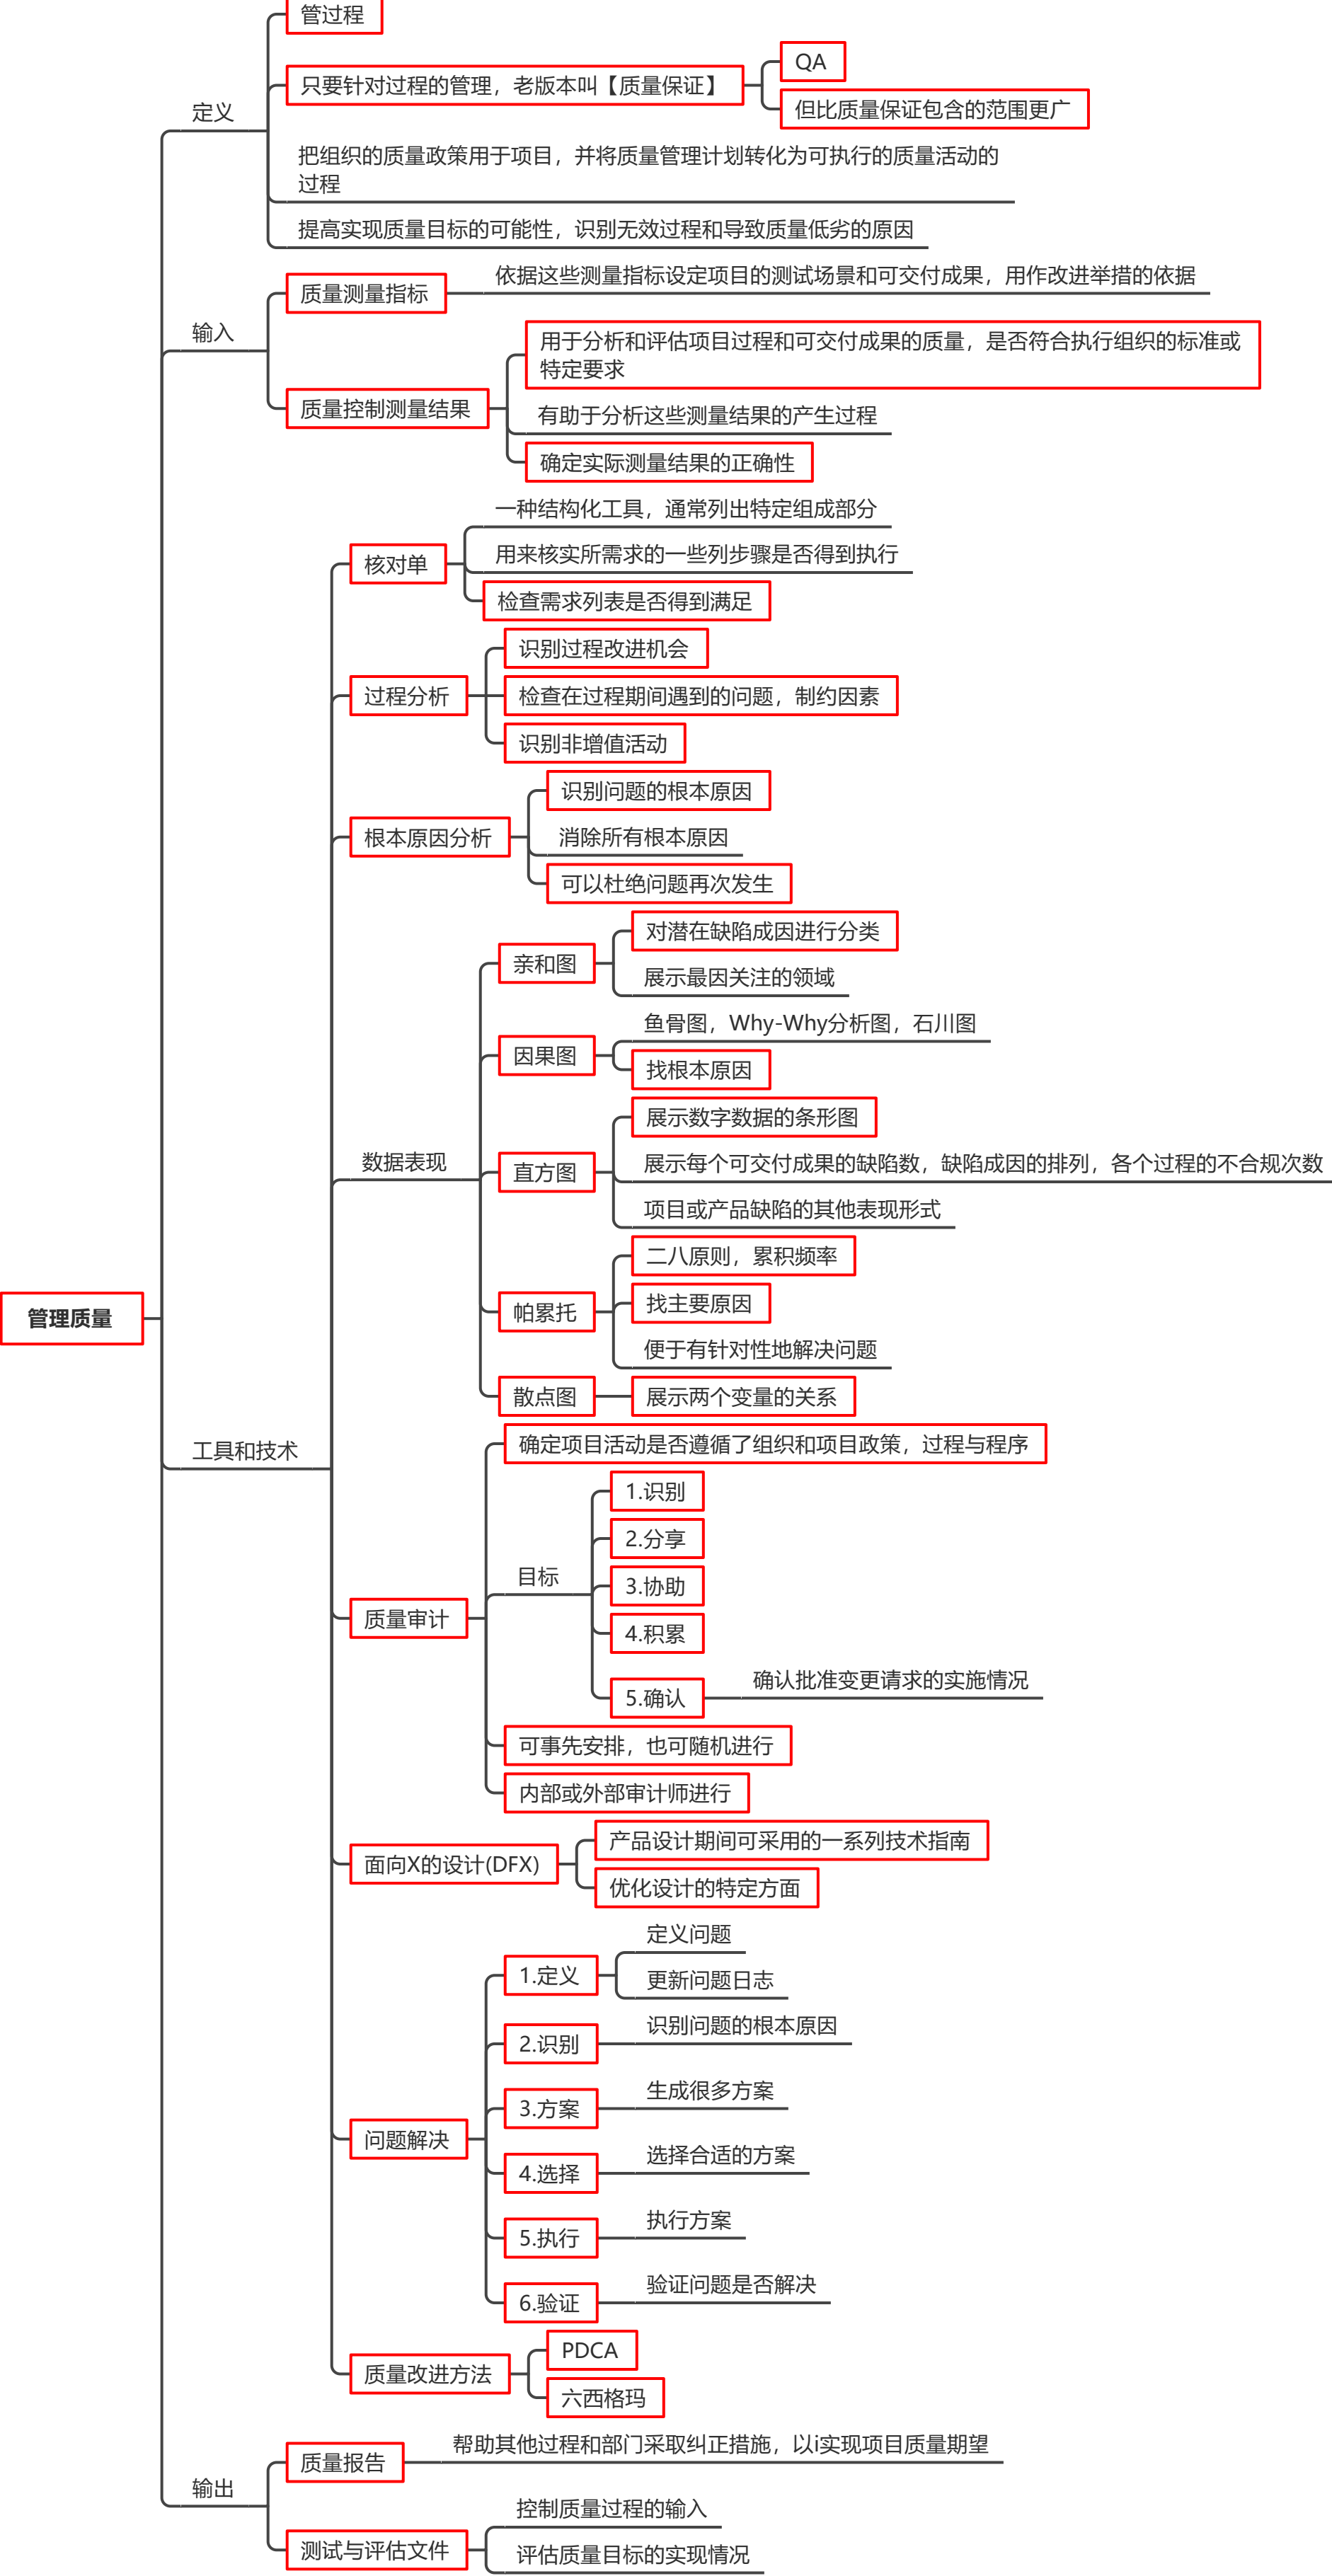 管过程
只要针对过程的管理，老版本叫【质量保证】
QA
但比质量保证包含的范围更广
定义
把组织的质量政策用于项目，并将质量管理计划转化为可执行的质量活动的
过程
提高实现质量目标的可能性，识别无效过程和导致质量低劣的原因
输入
质量测量指标
依据这些测量指标设定项目的测试场景和可交付成果，用作改进举措的依据
质量控制测量结果
用于分析和评估项目过程和可交付成果的质量，是否符合执行组织的标准或
特定要求
有助于分析这些测量结果的产生过程
确定实际测量结果的正确性
核对单
一种结构化工具，通常列出特定组成部分
用来核实所需求的一些列步骤是否得到执行
检查需求列表是否得到满足
过程分析
识别过程改进机会
检查在过程期间遇到的问题，制约因素
识别非增值活动
根本原因分析
识别问题的根本原因
消除所有根本原因
可以杜绝问题再次发生
数据表现
亲和图
对潜在缺陷成因进行分类
展示最因关注的领域
因果图
鱼骨图，Why-Why分析图，石川图
找根本原因
直方图
展示数字数据的条形图
展示每个可交付成果的缺陷数，缺陷成因的排列，各个过程的不合规次数
项目或产品缺陷的其他表现形式
帕累托
二八原则，累积频率
找主要原因
便于有针对性地解决问题
散点图
展示两个变量的关系
管理质量
工具和技术
质量审计
确定项目活动是否遵循了组织和项目政策，过程与程序
目标
1.识别
2.分享
3.协助
4.积累
5.确认
确认批准变更请求的实施情况
可事先安排，也可随机进行
内部或外部审计师进行
面向X的设计(DFX)
产品设计期间可采用的一系列技术指南
优化设计的特定方面
问题解决
1.定义
定义问题
更新问题日志
2.识别
识别问题的根本原因
3.方案
生成很多方案
4.选择
选择合适的方案
5.执行
执行方案
6.验证
验证问题是否解决
质量改进方法
PDCA
六西格玛
输出
质量报告
帮助其他过程和部门采取纠正措施，以i实现项目质量期望
测试与评估文件
控制质量过程的输入
评估质量目标的实现情况